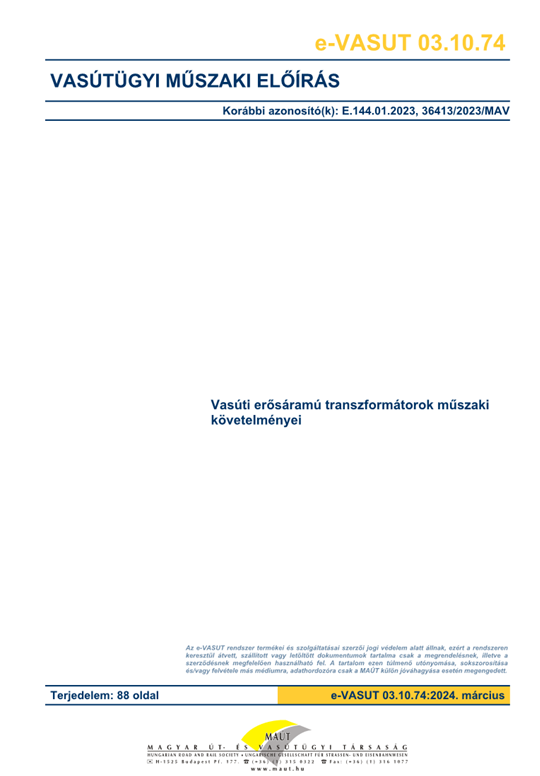 e-VASUT 03.10.74
VASÚTÜGYI MŰSZAKI ELŐÍRÁS
Korábbi azonosító(k): E.144.01.2023, 36413/2023/MAV
Vasúti erősáramú transzformátorok műszaki
követelményei
Az e-VASUT rendszer termékei és szolgáltatásai szerzői jogi védelem alatt állnak, ezért a rendszeren
keresztül átvett, szállított vagy letöltött dokumentumok tartalma csak a megrendelésnek, illetve a
szerződésnek megfelelően használható fel. A tartalom ezen túlmenő utónyomása, sokszorosítása
és/vagy felvétele más médiumra, adathordozóra csak a MAÚT külön jóváhagyása esetén megengedett.
Terjedelem: 88 oldal
e-VASUT 03.10.74:2024. március
MAÚT
MAGYAR ÚT- ÉS VASÚTÜGYI TÁRSASÁG
HUNGARIAN ROAD AND RAIL SOCIETY • UNGARISCHE GESELLSCHAFT FÜR STRASSEN- UND EISENBAHNWESEN
H-1525 Budapest Pf. 177. ☎ (+36) (1) 315 0322 ☎ Fax: (+36) (1) 316 1077
www.maut.hu